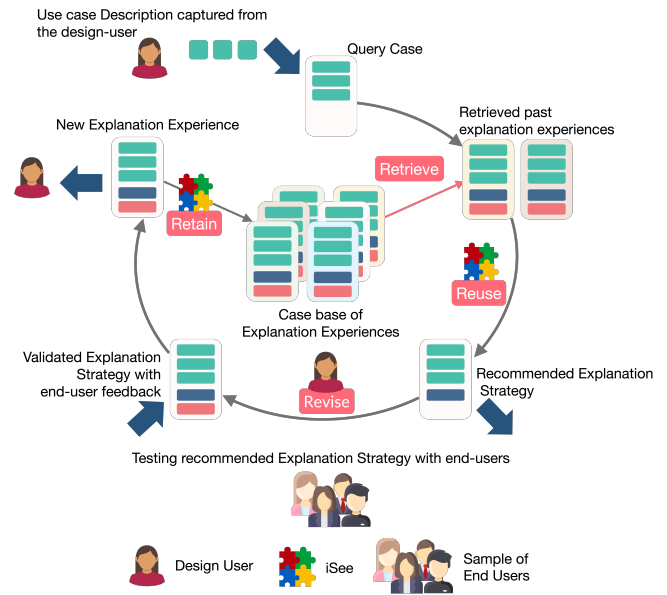 Use case Description captured from
the design-user
Query Case
New Explanation Experience
Retrieved past
explanation experiences
Retrieve
Retain
Reuse
Case base of
Explanation Experiences
Validated Explanation
Strategy with
end-user feedback
Revise
Recommended Explanation
Strategy
Testing recommended Explanation Strategy with end-users
Design User
iSee
Sample of
End Users